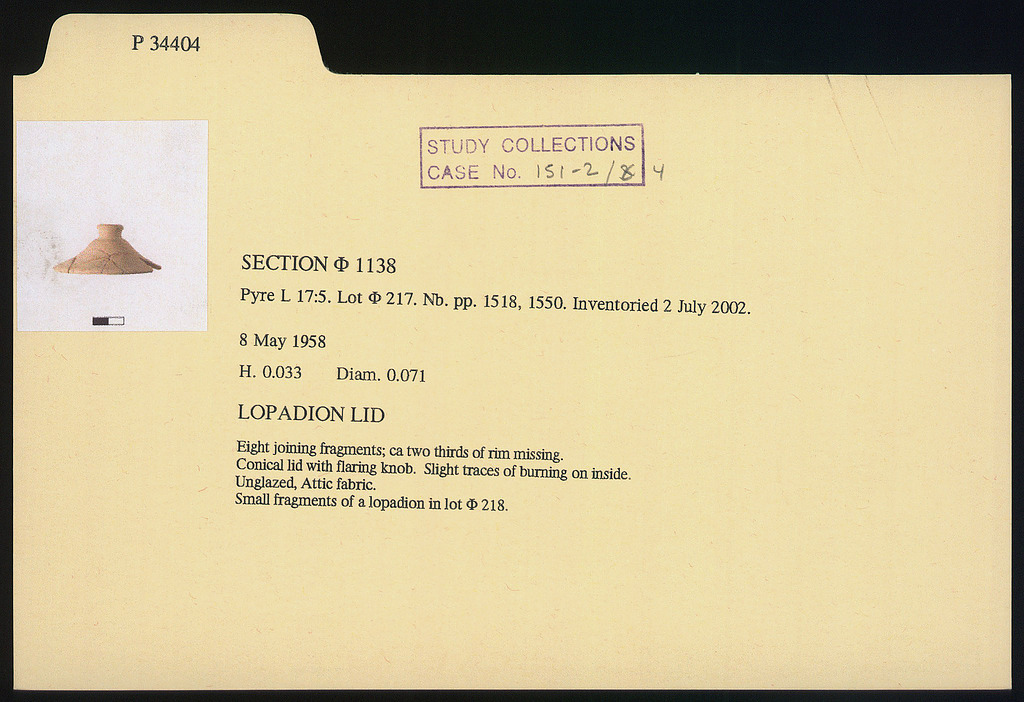 P 34404
STUDY COLLECTIONS
CASE No. 151-2/8 4
SECTION Φ 1138
Pyre L 17:5. Lot Φ 217. Nb. pp. 1518, 1550. Inventoried 2 July 2002.
8 May 1958
H. 0.033 Diam. 0.071
LOPADION LID
Eight joining fragments; ca two thirds of rim missing.
Conical lid with flaring knob. Slight traces of burning on inside.
Unglazed, Attic fabric.
Small fragments of a lopadion in lot Φ 218.